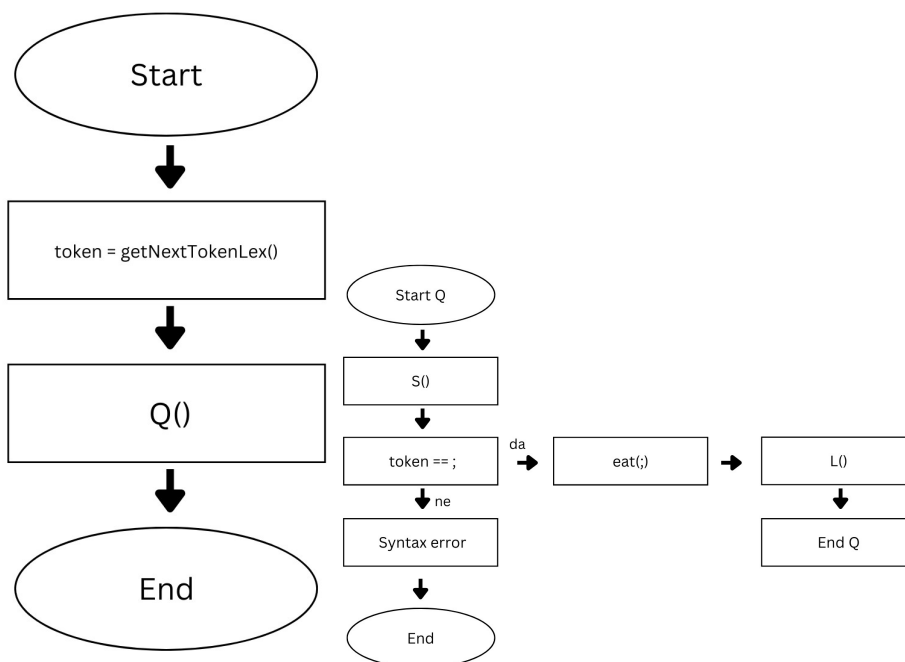 Start
token = getNextTokenLex()
Q()
End
Start Q
S()
token == ;
da
eat(;)
L()
ne
Syntax error
End Q
End